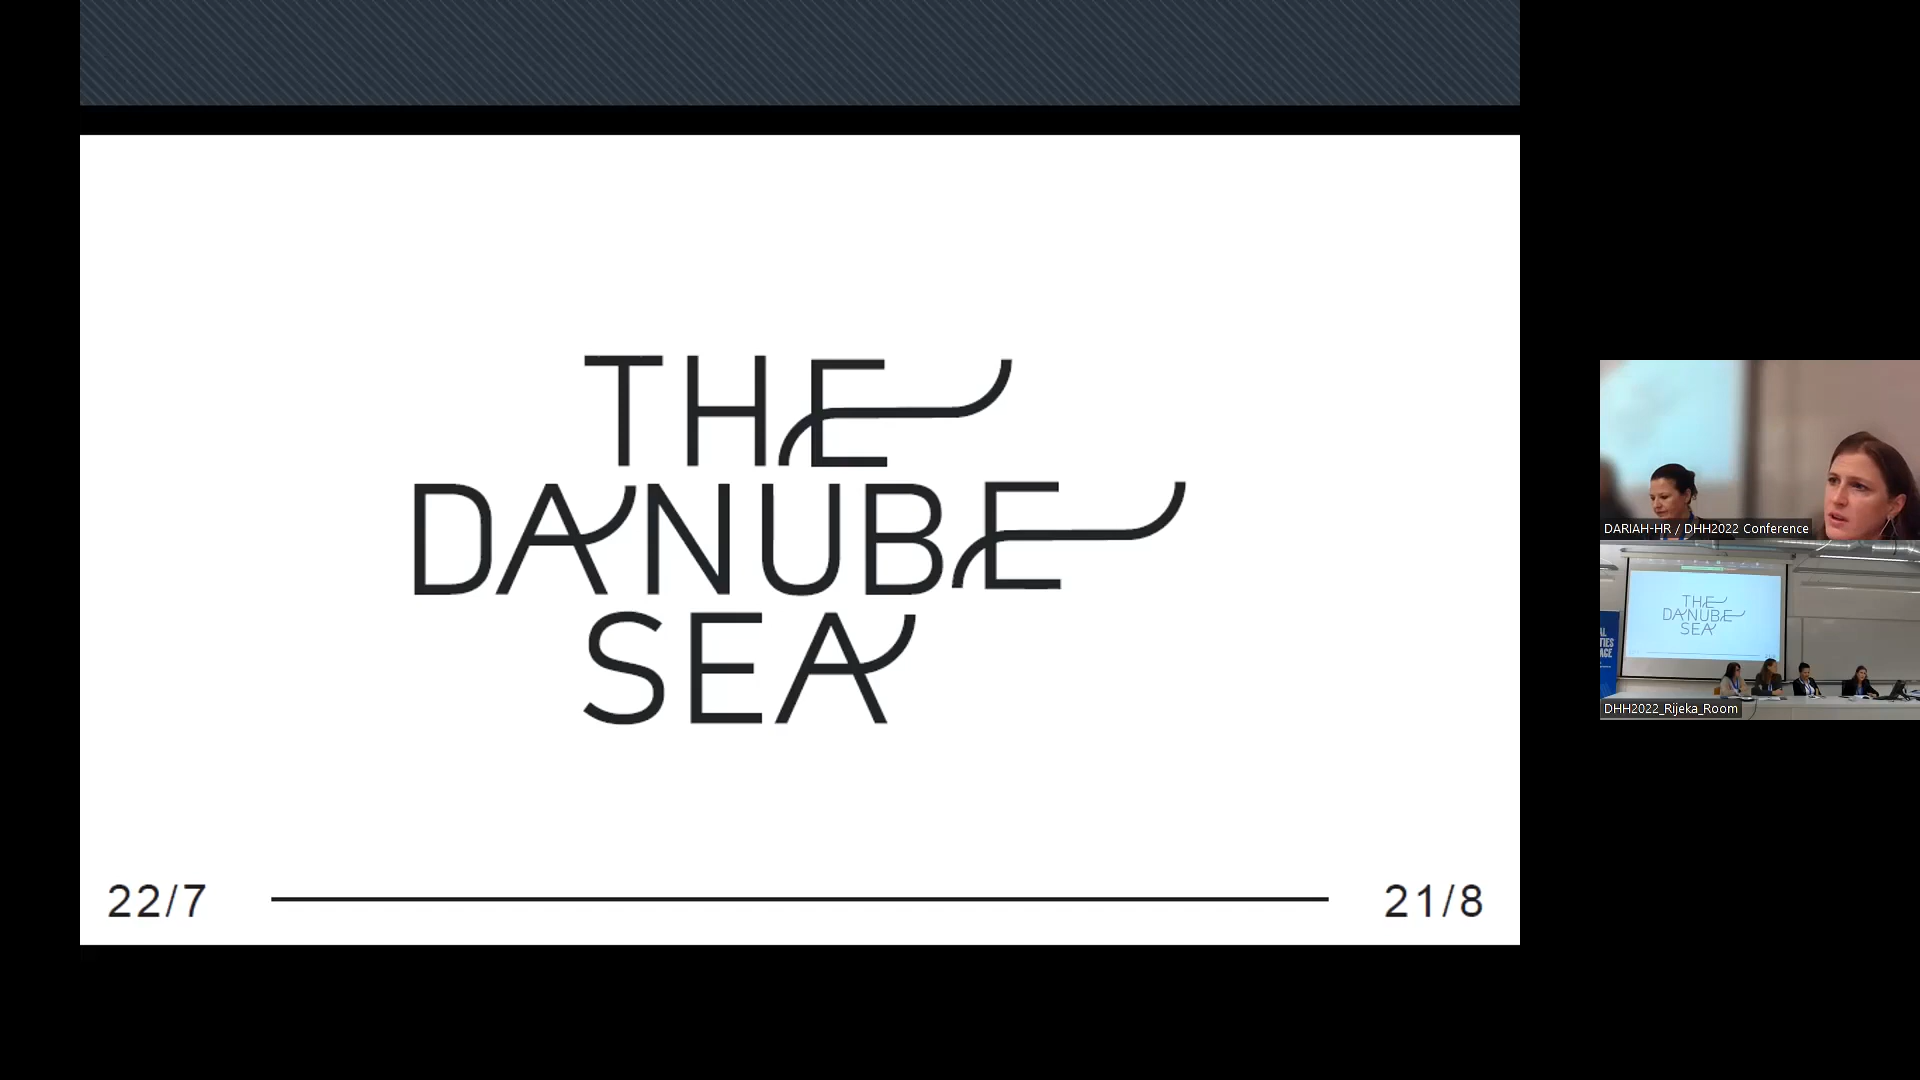 THE
DANUBE
SEA
22/7
21/8
DARIAH-HR / DHH2022 Conference
THE
DANUBE
SEA
DHH2022_Rijeka_Room